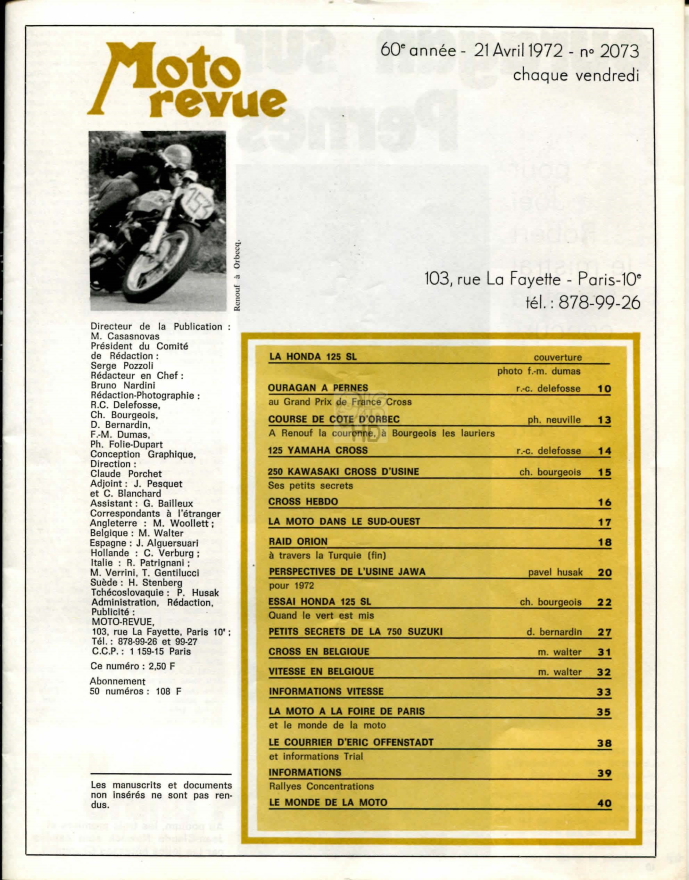 Moto revue
60e année - 21 Avril 1972 - nº 2073
chaque vendredi
Renouf à Orbecq.
103, rue La Fayette - Paris-10e
tél. : 878-99-26
Directeur de la Publication :
M. Casasnovas
Président du Comité
de Rédaction :
Serge Pozzoli
Rédacteur en Chef :
Bruno Nardini
Rédaction-Photographie :
R.C. Delefosse,
Ch. Bourgeois,
D. Bernardin,
F.-M. Dumas,
Ph. Folie-Dupart
Conception Graphique,
Direction :
Claude Porchet
Adjoint : J. Pesquet
et C. Blanchard
Assistant : G. Bailleux
Correspondants à l'étranger
Angleterre : M. Woollett ;
Belgique : M. Walter
Espagne : J. Alguersuari
Hollande : C. Verburg ;
Italie : R. Patrignani ;
M. Verrini, T. Gentilucci
Suède : H. Stenberg
Tchécoslovaquie : P. Husak
Administration, Rédaction,
Publicité :
MOTO-REVUE,
103, rue La Fayette, Paris 10e ;
Tél. : 878-99-26 et 99-27
C.C.P. : 1 159-15 Paris
Ce numéro : 2,50 F
Abonnement
50 numéros : 108 F
Les manuscrits et documents
non insérés ne sont pas ren-
dus.
LA HONDA 125 SL couverture
photo f.-m. dumas
OURAGAN A PERNES r.-c. delefosse 10
au Grand Prix de France Cross
COURSE DE COTE D'ORBEC ph. neuville 13
A Renouf la couronne, à Bourgeois les lauriers
125 YAMAHA CROSS r.-c. delefosse 14
250 KAWASAKI CROSS D'USINE ch. bourgeois 15
Ses petits secrets
CROSS HEBDO 16
LA MOTO DANS LE SUD-OUEST 17
RAID ORION 18
à travers la Turquie (fin)
PERSPECTIVES DE L'USINE JAWA pavel husak 20
pour 1972
ESSAI HONDA 125 SL ch. bourgeois 22
Quand le vert est mis
PETITS SECRETS DE LA 750 SUZUKI d. bernardin 27
CROSS EN BELGIQUE m. walter 31
VITESSE EN BELGIQUE m. walter 32
INFORMATIONS VITESSE 33
LA MOTO A LA FOIRE DE PARIS 35
et le monde de la moto
LE COURRIER D'ERIC OFFENSTADT 38
et informations Trial
INFORMATIONS 39
Rallyes Concentrations
LE MONDE DE LA MOTO 40
153